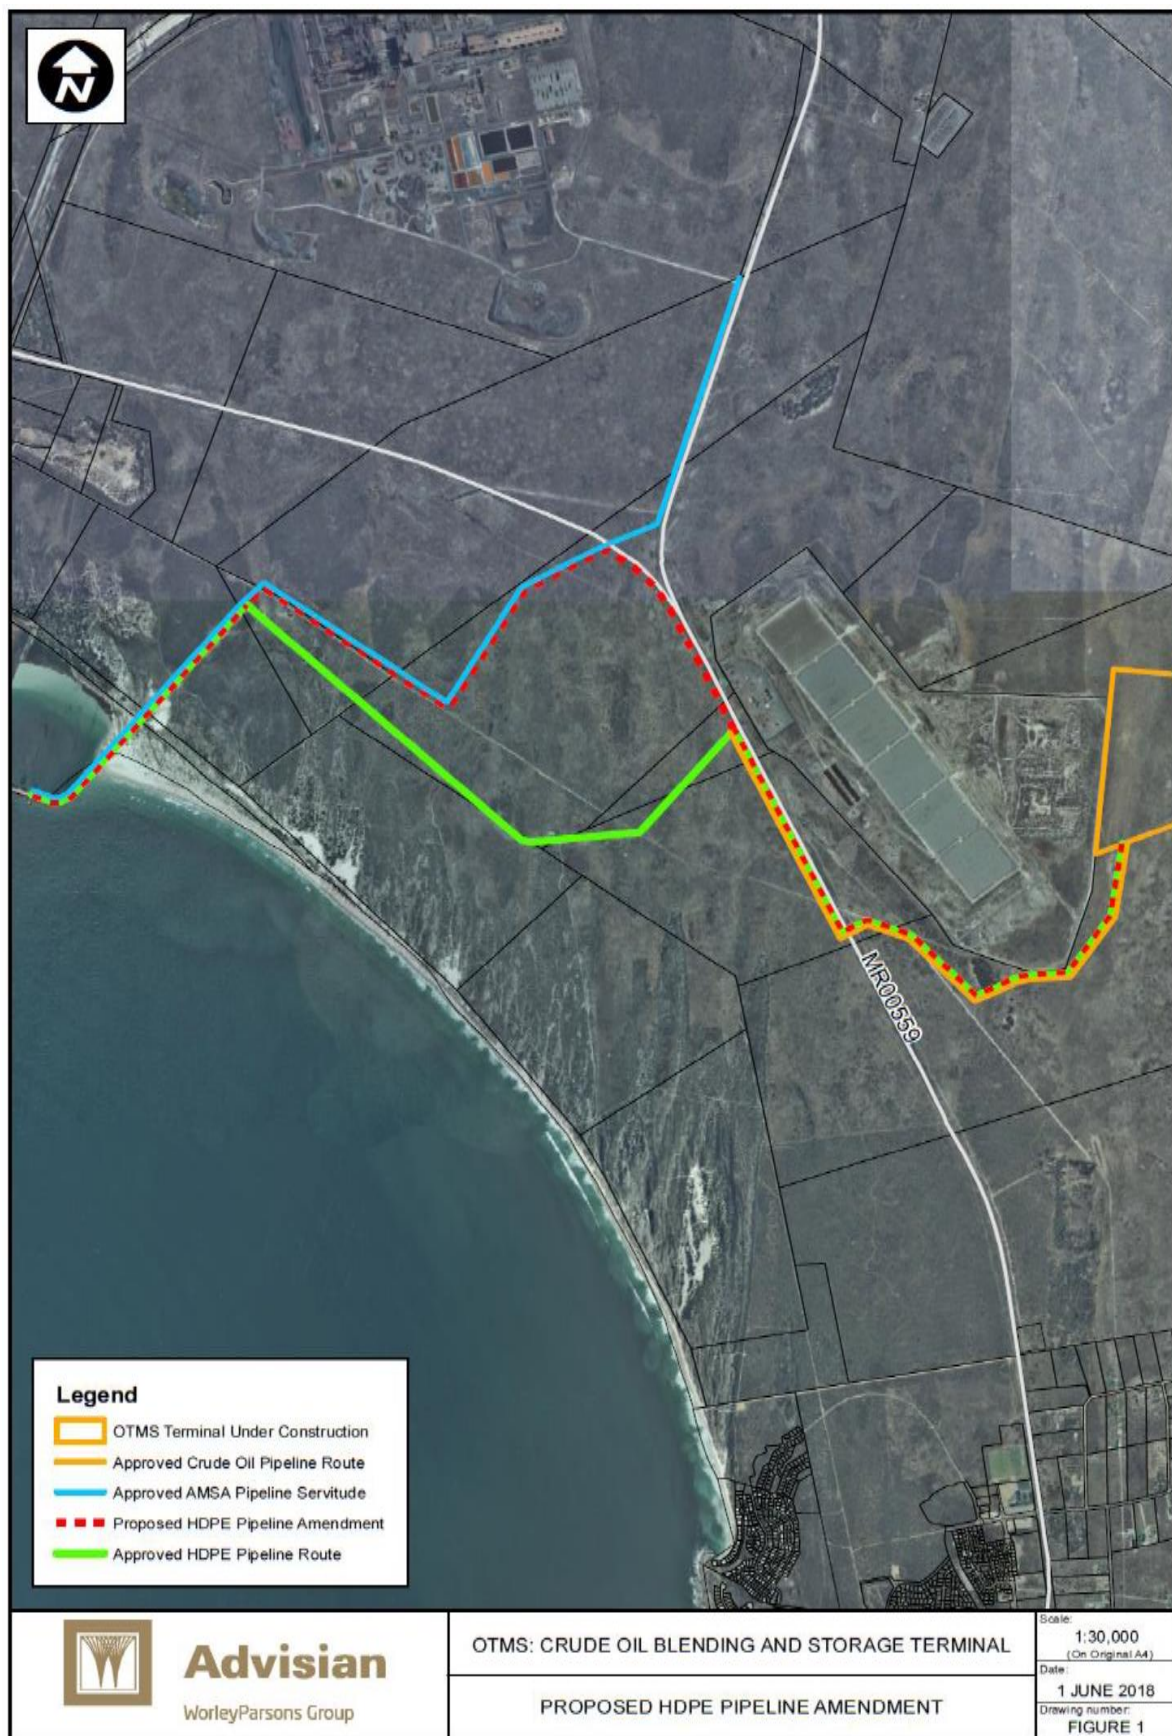 N
MR00559
Legend
OTMS Terminal Under Construction
Approved Crude Oil Pipeline Route
Approved AMSA Pipeline Servitude
Proposed HDPE Pipeline Amendment
Approved HDPE Pipeline Route
Advisian
WorleyParsons Group
OTMS: CRUDE OIL BLENDING AND STORAGE TERMINAL
PROPOSED HDPE PIPELINE AMENDMENT
Scale:
1:30,000
(On Original A4)
Date:
1 JUNE 2018
Drawing number:
FIGURE 1